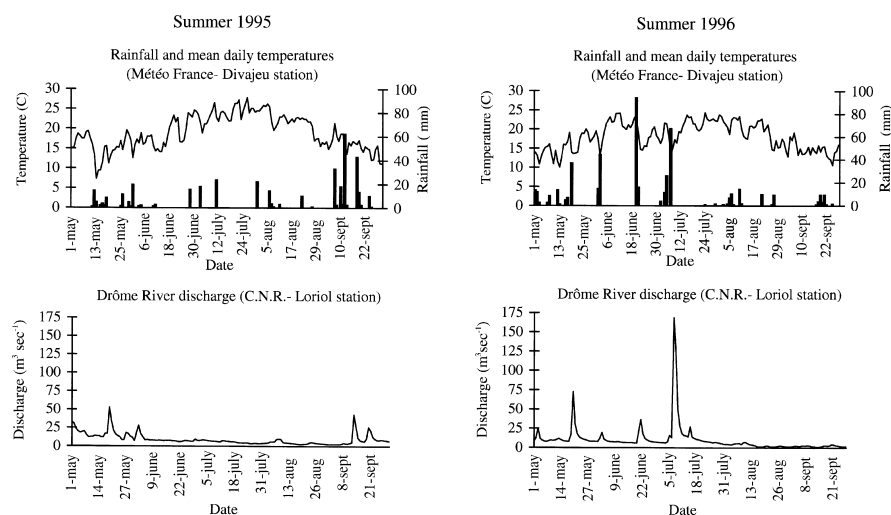 Summer 1995
Rainfall and mean daily temperatures
(Météo France- Divajeu station)
Temperature (C)
30
25
20
15
10
5
0
100
80
60
40
20
0
Rainfall (mm)
1-may
13-may
25-may
6-june
18-june
30-june
12-july
24-july
5-aug
17-aug
29-aug
10-sept
22-sept
Date
Drôme River discharge (C.N.R.- Loriol station)
Discharge (m³ sec⁻¹)
175
150
125
100
75
50
25
0
1-may
14-may
27-may
9-june
22-june
5-july
18-july
31-july
13-aug
26-aug
8-sept
21-sept
Date
Summer 1996
Rainfall and mean daily temperatures
(Météo France- Divajeu station)
Temperature (C)
30
25
20
15
10
5
0
100
80
60
40
20
0
Rainfall (mm)
1-may
13-may
25-may
6-june
18-june
30-june
12-july
24-july
5-aug
17-aug
29-aug
10-sept
22-sept
Date
Drôme River discharge (C.N.R.- Loriol station)
Discharge (m³sec⁻¹)
175
150
125
100
75
50
25
0
1-may
14-may
27-may
9-june
22-june
5-july
18-july
31-july
13-aug
26-aug
8-sept
21-sept
Date